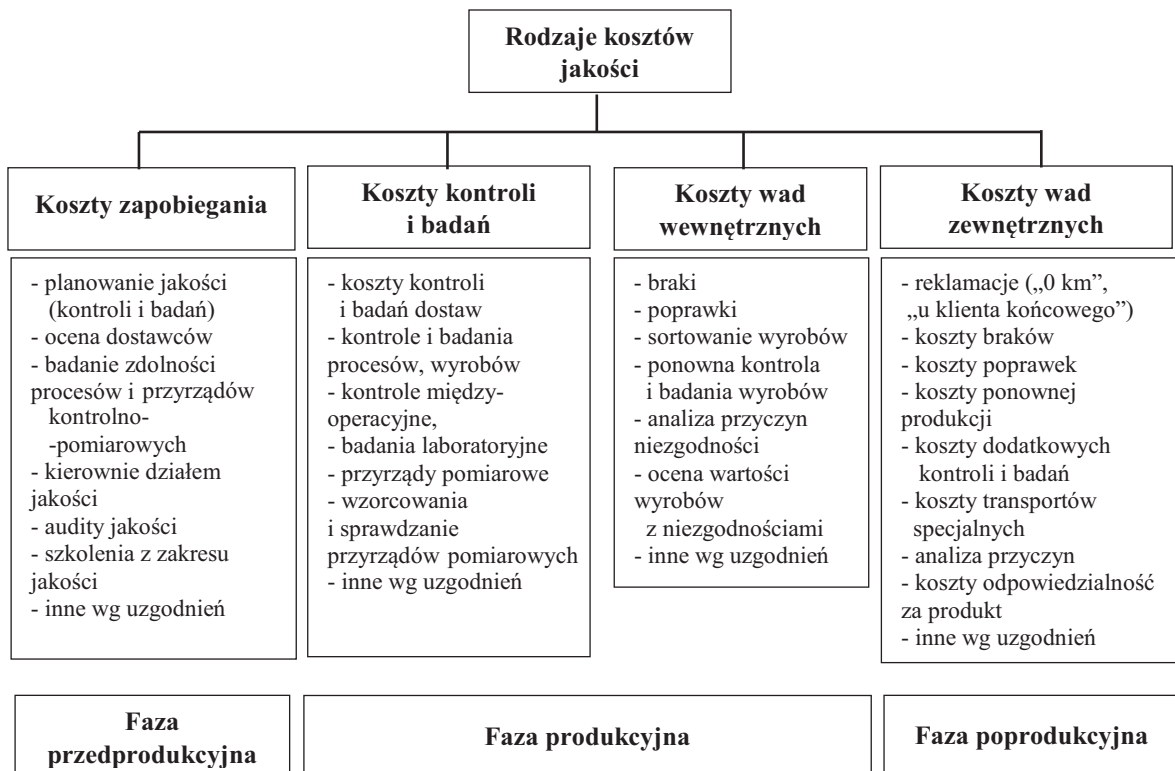 Rodzaje kosztów
jakości
Koszty zapobiegania
- planowanie jakości
(kontroli i badań)
- ocena dostawców
- badanie zdolności
procesów i przyrządów
kontrolno-
-pomiarowych
- kierownie działem
jakości
- audity jakości
- szkolenia z zakresu
jakości
- inne wg uzgodnień
Koszty kontroli
i badań
- koszty kontroli
i badań dostaw
- kontrole i badania
procesów, wyrobów
- kontrole między-
operacyjne,
- badania laboratoryjne
- przyrządy pomiarowe
- wzorcowania
i sprawdzanie
przyrządów pomiarowych
- inne wg uzgodnień
Koszty wad
wewnętrznych
- braki
- poprawki
- sortowanie wyrobów
- ponowna kontrola
i badania wyrobów
- analiza przyczyn
niezgodności
- ocena wartości
wyrobów
z niezgodnościami
- inne wg uzgodnień
Koszty wad
zewnętrznych
- reklamacje („0 km”,
„u klienta końcowego”)
- koszty braków
- koszty poprawek
- koszty ponownej
produkcji
- koszty dodatkowych
kontroli i badań
- koszty transportów
specjalnych
- analiza przyczyn
- koszty odpowiedzialność
za produkt
- inne wg uzgodnień
Faza
przedprodukcyjna
Faza produkcyjna
Faza poprodukcyjna